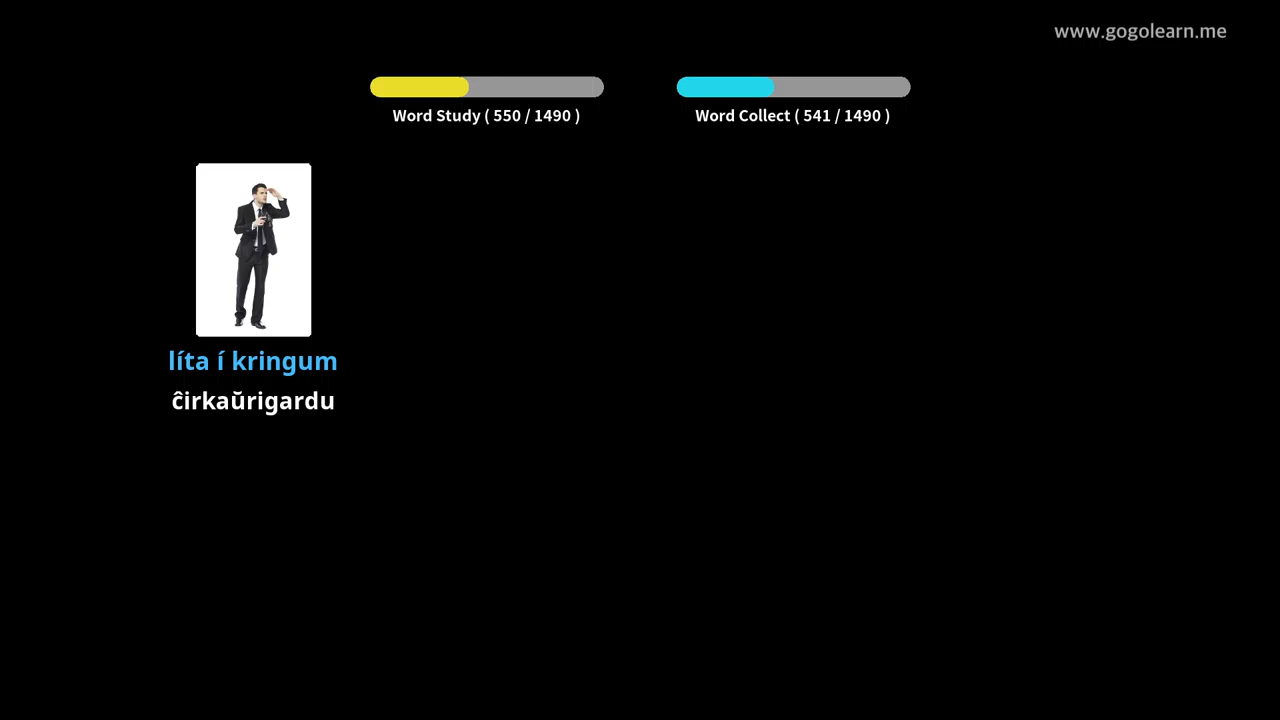 www.gogolearn.me
Word Study ( 550 / 1490 )
Word Collect ( 541 / 1490 )
líta í kringum
ĉirkaŭrigardu